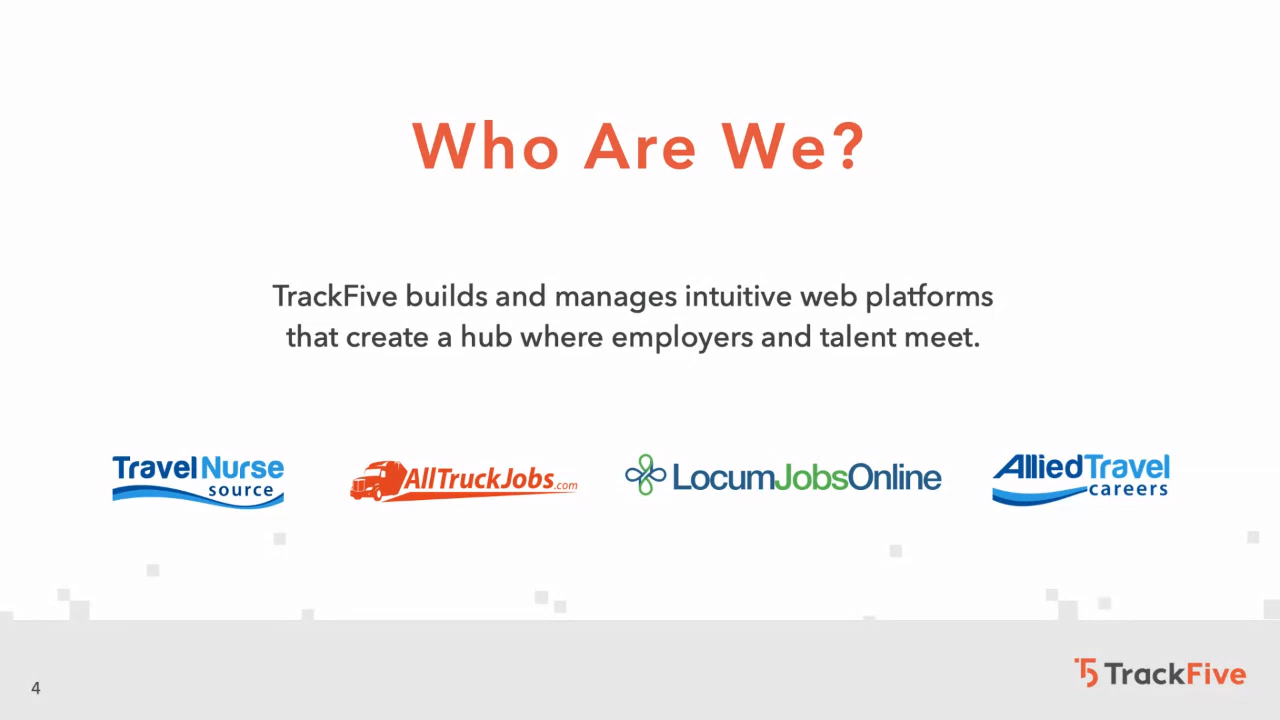 Who Are We?
TrackFive builds and manages intuitive web platforms
that create a hub where employers and talent meet.
TravelNurse
source
AllTruckJobs.com
LocumJobsOnline
AlliedTravel
careers
4
T5 TrackFive